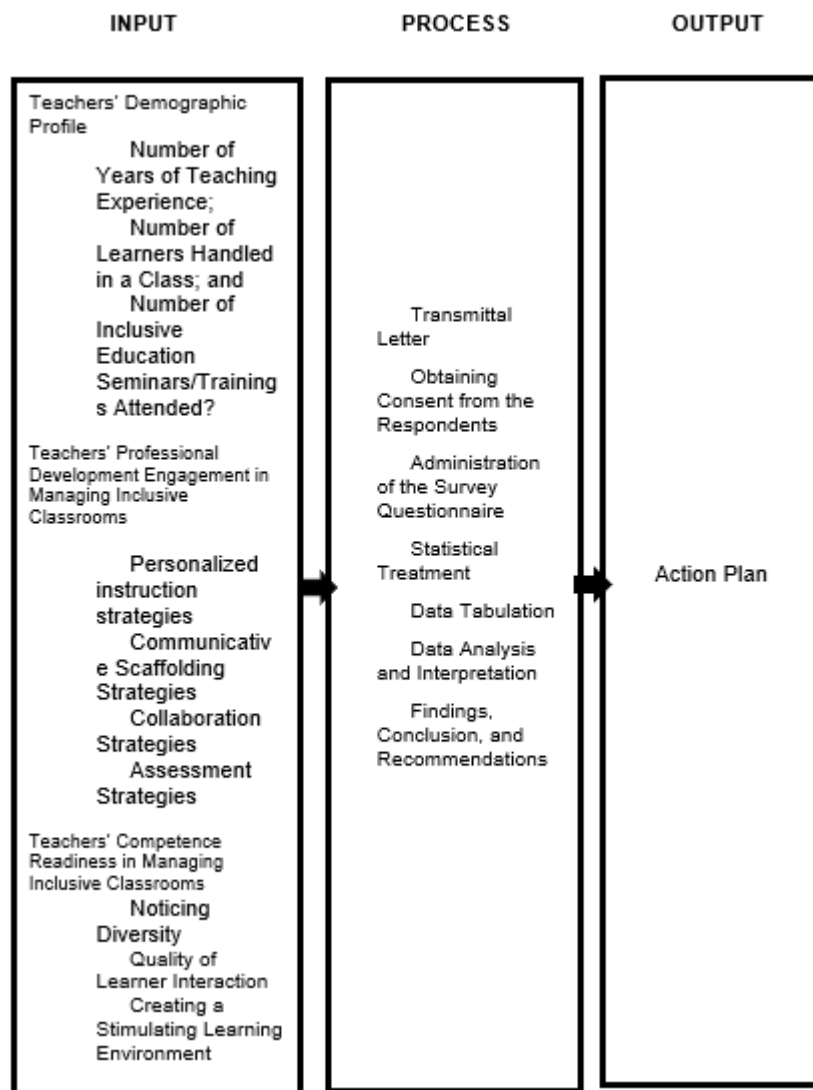 INPUT
PROCESS
OUTPUT
Teachers' Demographic
Profile
Number of
Years of Teaching
Experience;
Number of
Learners Handled
in a Class; and
Number of
Inclusive
Education
Seminars/Training
s Attended?
Teachers' Professional
Development Engagement in
Managing Inclusive
Classrooms
Personalized
instruction
strategies
Communicativ
e Scaffolding
Strategies
Collaboration
Strategies
Assessment
Strategies
Teachers' Competence
Readiness in Managing
Inclusive Classrooms
Noticing
Diversity
Quality of
Learner Interaction
Creating a
Stimulating Learning
Environment
Transmittal
Letter
Obtaining
Consent from the
Respondents
Administration
of the Survey
Questionnaire
Statistical
Treatment
Data Tabulation
Data Analysis
and Interpretation
Findings,
Conclusion, and
Recommendations
Action Plan